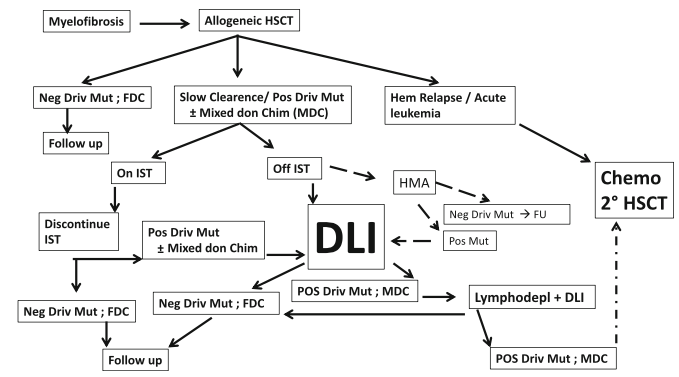 Myelofibrosis
Allogeneic HSCT
Neg Driv Mut ; FDC
Slow Clearence/ Pos Driv Mut
± Mixed don Chim (MDC)
Hem Relapse / Acute
leukemia
Follow up
On IST
Off IST
HMA
Chemo
2° HSCT
Neg Driv Mut → FU
Discontinue
IST
Pos Driv Mut
± Mixed don Chim
DLI
Pos Mut
POS Driv Mut ; MDC
Lymphodepl + DLI
Neg Driv Mut ; FDC
Neg Driv Mut ; FDC
Follow up
POS Driv Mut ; MDC